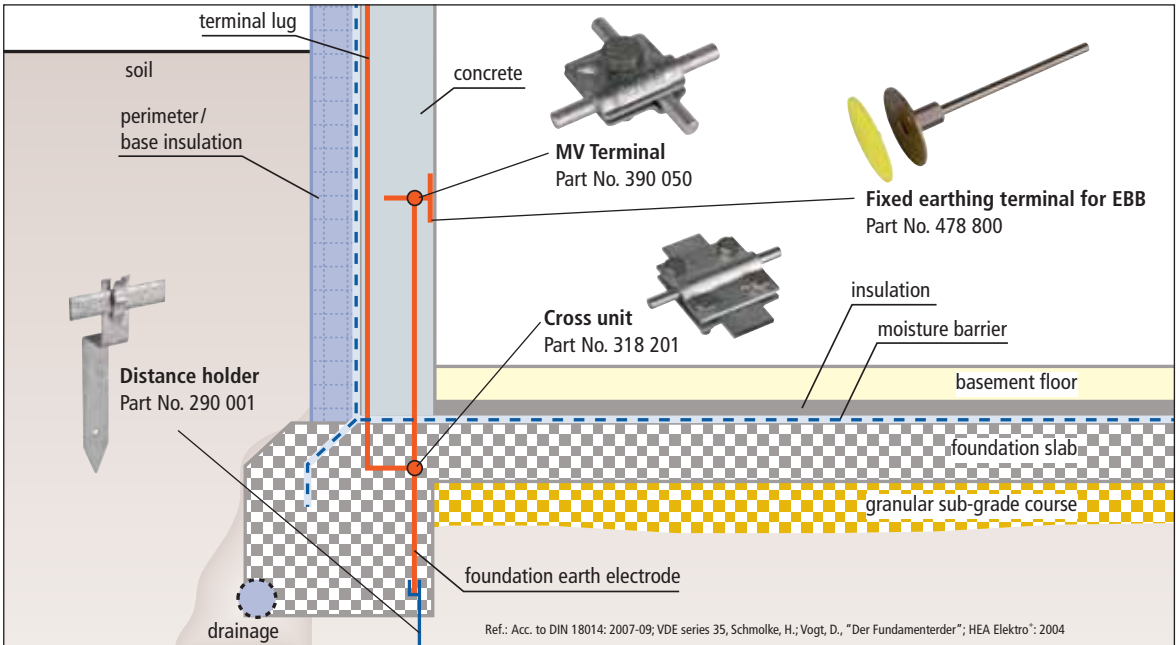 terminal lug
soil
concrete
perimeter/
base insulation
MV Terminal
Part No. 390 050
Fixed earthing terminal for EBB
Part No. 478 800
insulation
Cross unit
Part No. 318 201
moisture barrier
Distance holder
Part No. 290 001
basement floor
foundation slab
granular sub-grade course
foundation earth electrode
drainage
Ref.: Acc. to DIN 18014: 2007-09; VDE series 35, Schmolke, H.; Vogt, D., "Der Fundamenterder"; HEA Elektro+: 2004